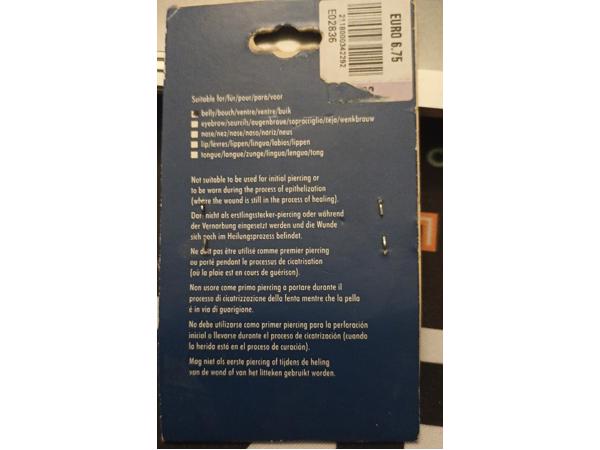 EURO 6.75
2118000342292
E02836
Suitable for/für/pour/para/voor
belly/bauch/ventre/ventre/buik
eyebrow/sourcils/augenbraue/sopracciglio/ceja/wenkbrauw
nose/nez/nase/naso/nariz/neus
lip/lèvres/lippen/lingua/labios/lippen
tongue/langue/zunge/lingua/lengua/tong
Not suitable to be used for initial piercing or
to be worn during the process of epithelization
(where the wound is still in the process of healing).
Darf nicht als erstlingsstecker-piercing oder während
der Vernarbung eingesetzt werden und die Wunde
sich noch im Heilungsprozess befindet.
Ne doit pas être utilisé comme premier piercing
ou porté pendant le processus de cicatrisation
(où la plaie est en cours de guérison).
Non usare come primo piercing a portare durante il
processo di cicatrizzazione della fenta mentre che la pella
é in via di guarigione.
No debe utilizarse como primer piercing para la perforación
inicial o llevarse durante el proceso de cicatrización (cuando
la herida está en el proceso de curación).
Mag niet als eerste piercing of tijdens de heling
van de wond of van het litteken gebruikt worden.